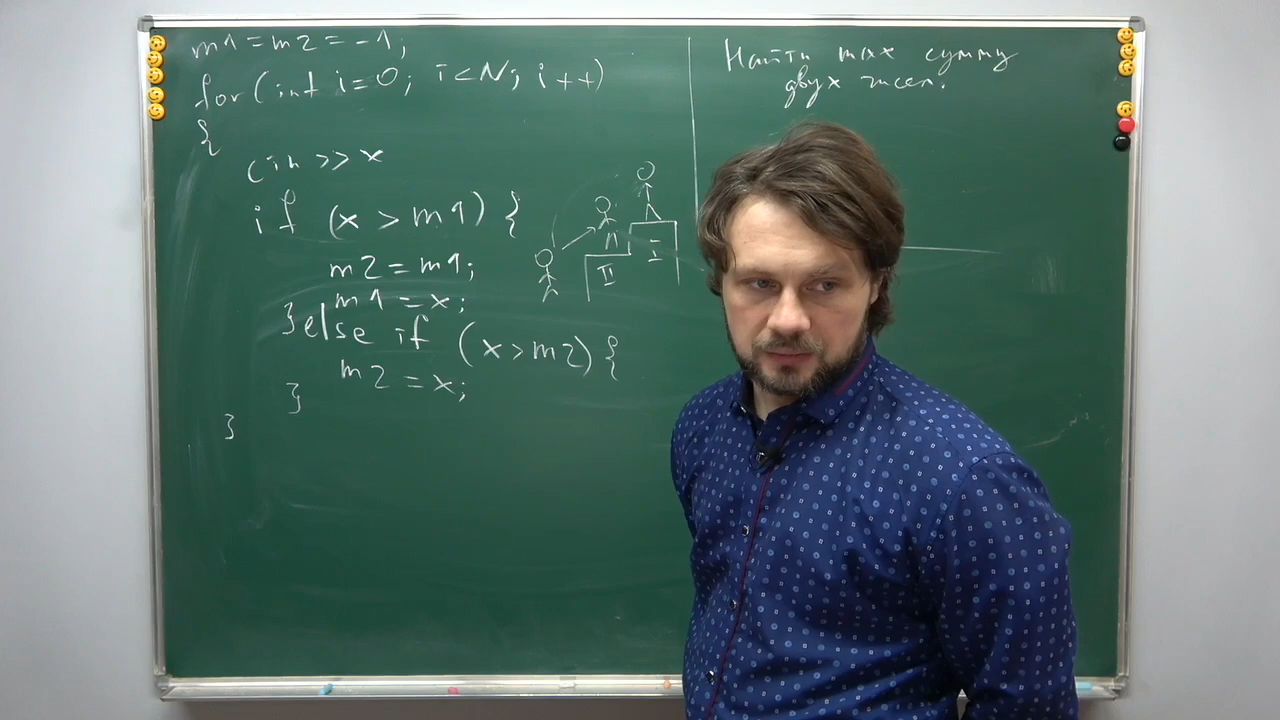 m1=m2=-1;
for(int i=0; i<N; i++)
{
cin>>x
if (x > m1) {
m2=m1;
m1=x;
}else if (x>m2) {
m2=x;
}
}
II
I
Найти max сумму
двух чисел.